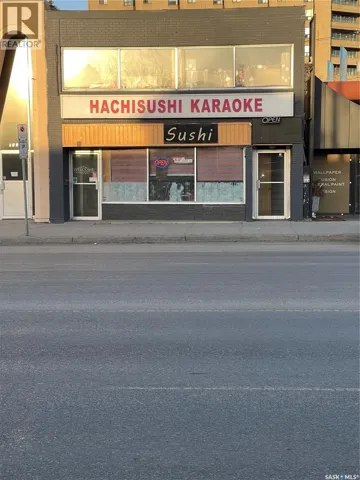 REALTOR®
HACHISUSHI KARAOKE
OPEN
Sushi
OPEN
WALLPAPER
SASK MLS®